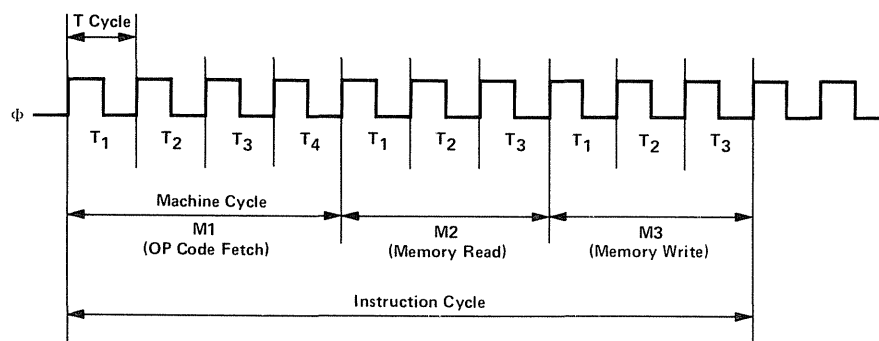 T Cycle
Φ
T1 T2 T3 T4 T1 T2 T3 T1 T2 T3
Machine Cycle
M1 M2 M3
(OP Code Fetch) (Memory Read) (Memory Write)
Instruction Cycle